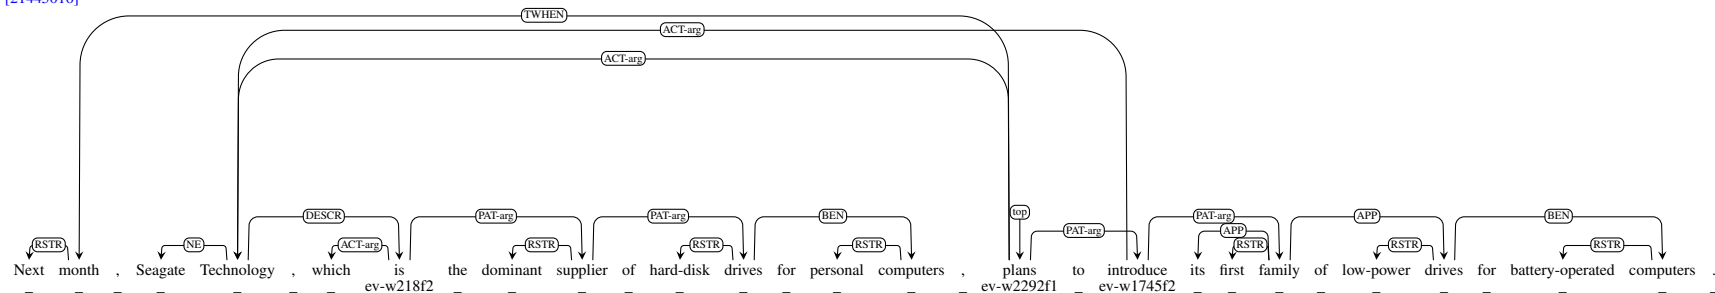 TWHEN
ACT-arg
ACT-arg
top
DESCR PAT-arg PAT-arg BEN PAT-arg APP BEN
PAT-arg APP
RSTR NE ACT-arg RSTR RSTR RSTR RSTR RSTR RSTR
Next month , Seagate Technology , which is the dominant supplier of hard-disk drives for personal computers , plans to introduce its first family of low-power drives for battery-operated computers .
ev-w218f2 ev-w2292f1 ev-w1745f2
_ _ _ _ _ _ _ _ _ _ _ _ _ _ _ _ _ _ _ _ _ _ _ _ _ _ _ _ _ _